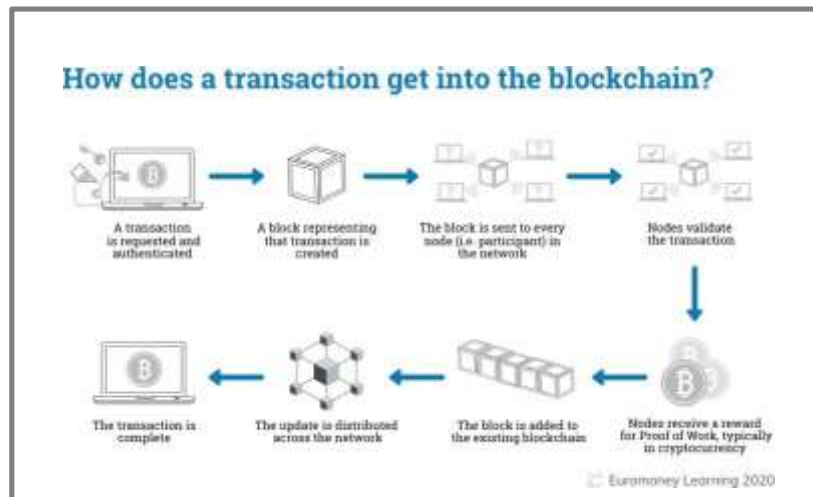 How does a transaction get into the blockchain?
A transaction
is requested and
authenticated
A block representing
that transaction is
created
The block is sent to every
node (i.e. participant) in
the network
Nodes validate
the transaction
The transaction is
complete
The update is distributed
across the network
The block is added to
the existing blockchain
Nodes receive a reward
for Proof of Work, typically
in cryptocurrency
Euromoney Learning 2020